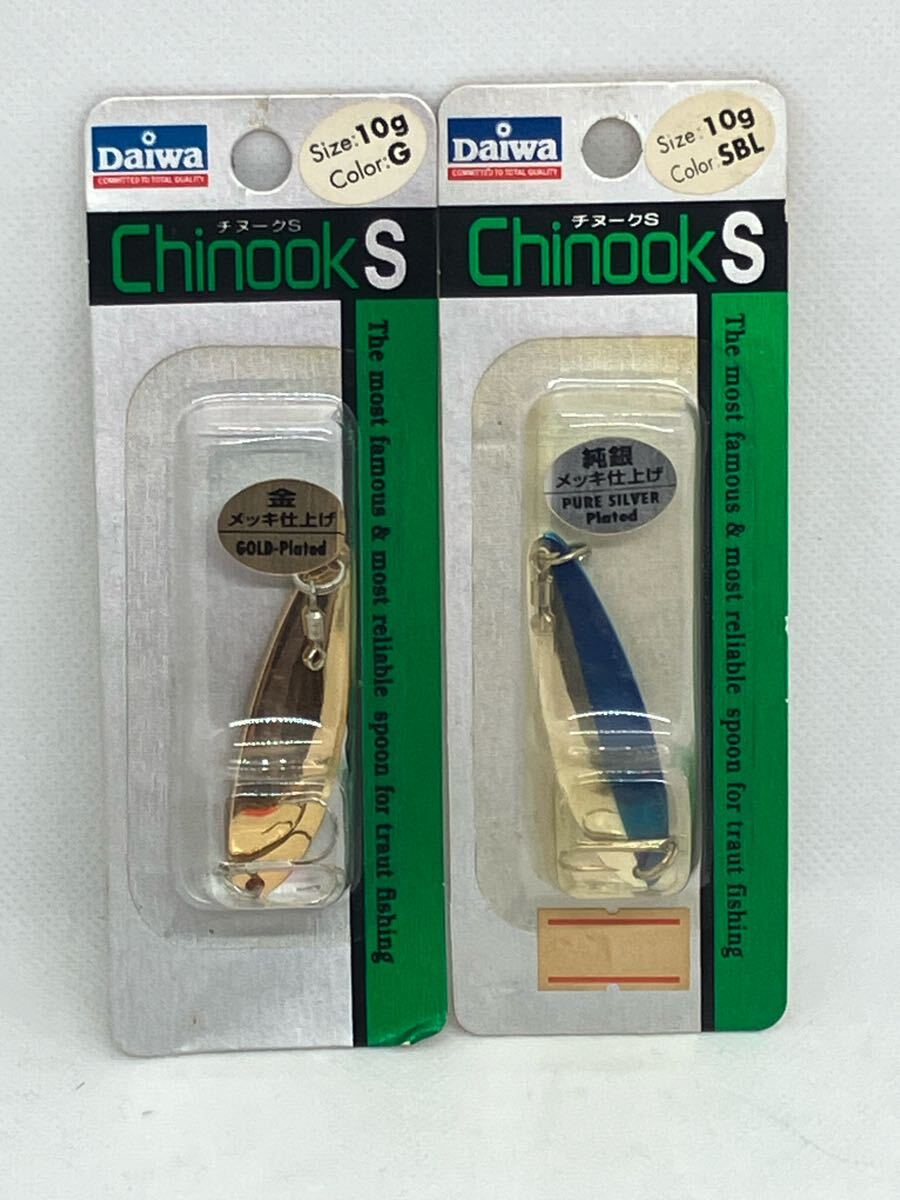 Daiwa
COMMITTED TO TOTAL QUALITY
Size:10g
Color:G
チヌークS
Chinook S
The most famous & most reliable spoon for traut fishing
金
メッキ仕上げ
GOLD-Plated
Daiwa
COMMITTED TO TOTAL QUALITY
Size:10g
Color:SBL
チヌークS
Chinook S
The most famous & most reliable spoon for traut fishing
純銀
メッキ仕上げ
PURE SILVER
Plated